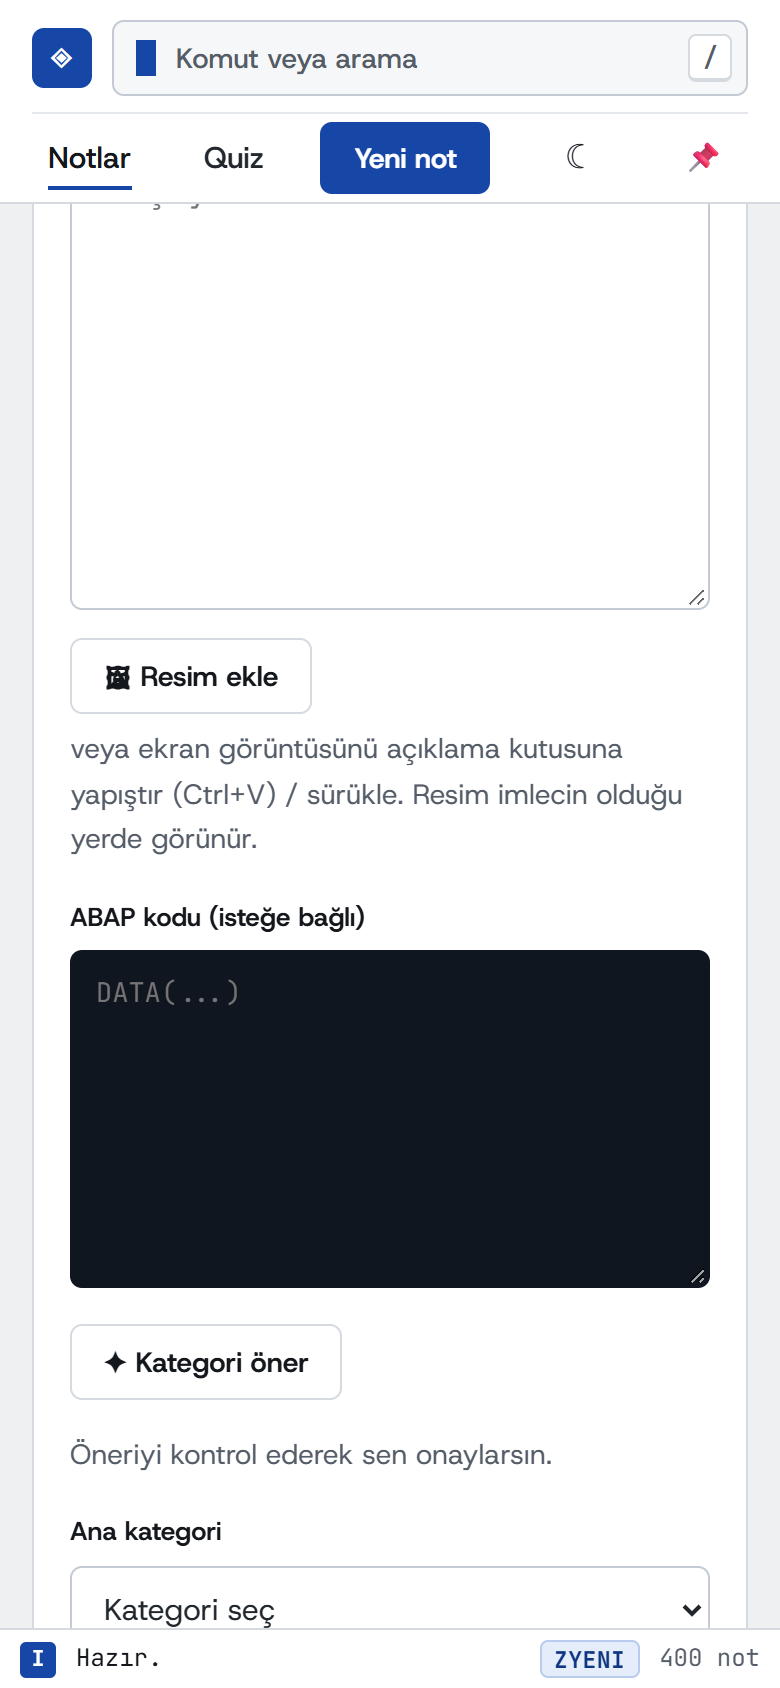 Komut veya arama /
Notlar Quiz Yeni not
Resim ekle
veya ekran görüntüsünü açıklama kutusuna
yapıştır (Ctrl+V) / sürükle. Resim imlecin olduğu
yerde görünür.
ABAP kodu (isteğe bağlı)
DATA(...)
✦ Kategori öner
Öneriyi kontrol ederek sen onaylarsın.
Ana kategori
Kategori seç
I Hazır. ZYENI 400 not